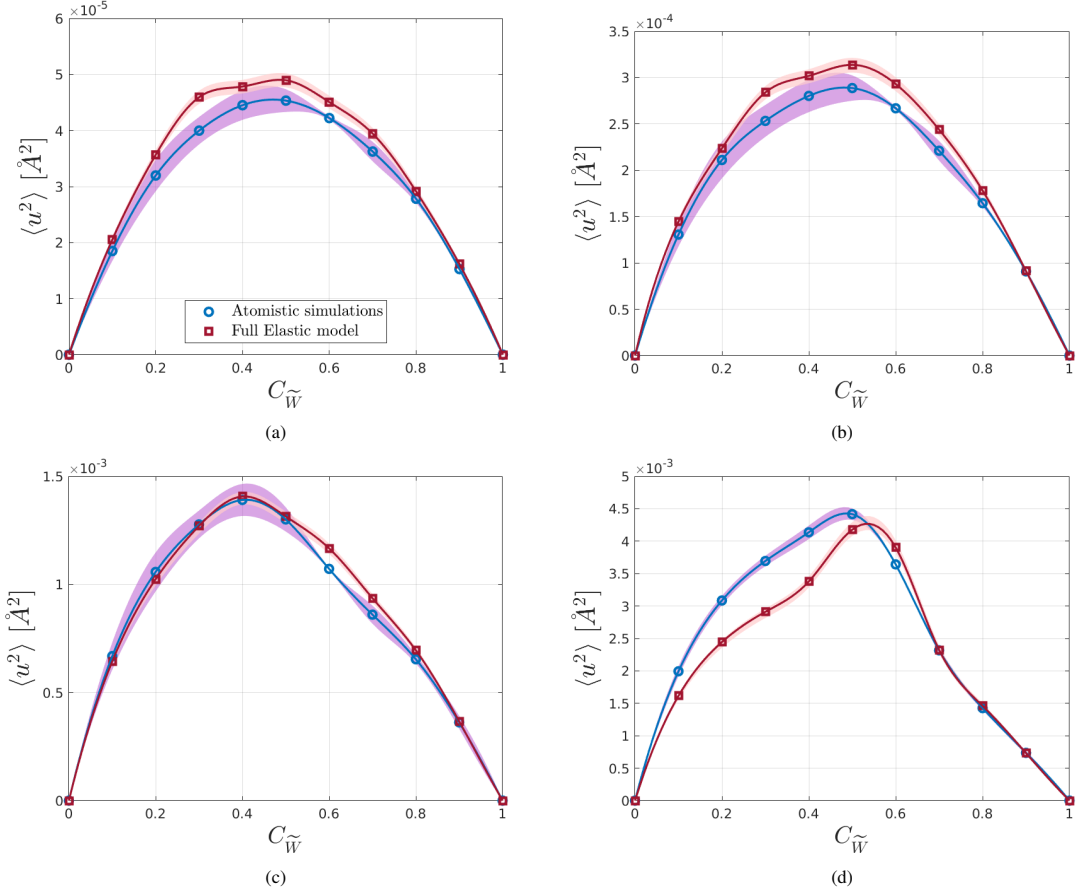 ×10⁻⁵
6
5
4
3
2
1
0
⟨u²⟩ [Å²]
Atomistic simulations
Full Elastic model
0 0.2 0.4 0.6 0.8 1
C_W̃
(a)
×10⁻⁴
3.5
3
2.5
2
1.5
1
0.5
0
⟨u²⟩ [Å²]
0 0.2 0.4 0.6 0.8 1
C_W̃
(b)
×10⁻³
1.5
1
0.5
0
⟨u²⟩ [Å²]
0 0.2 0.4 0.6 0.8 1
C_W̃
(c)
×10⁻³
5
4.5
4
3.5
3
2.5
2
1.5
1
0.5
0
⟨u²⟩ [Å²]
0 0.2 0.4 0.6 0.8 1
C_W̃
(d)